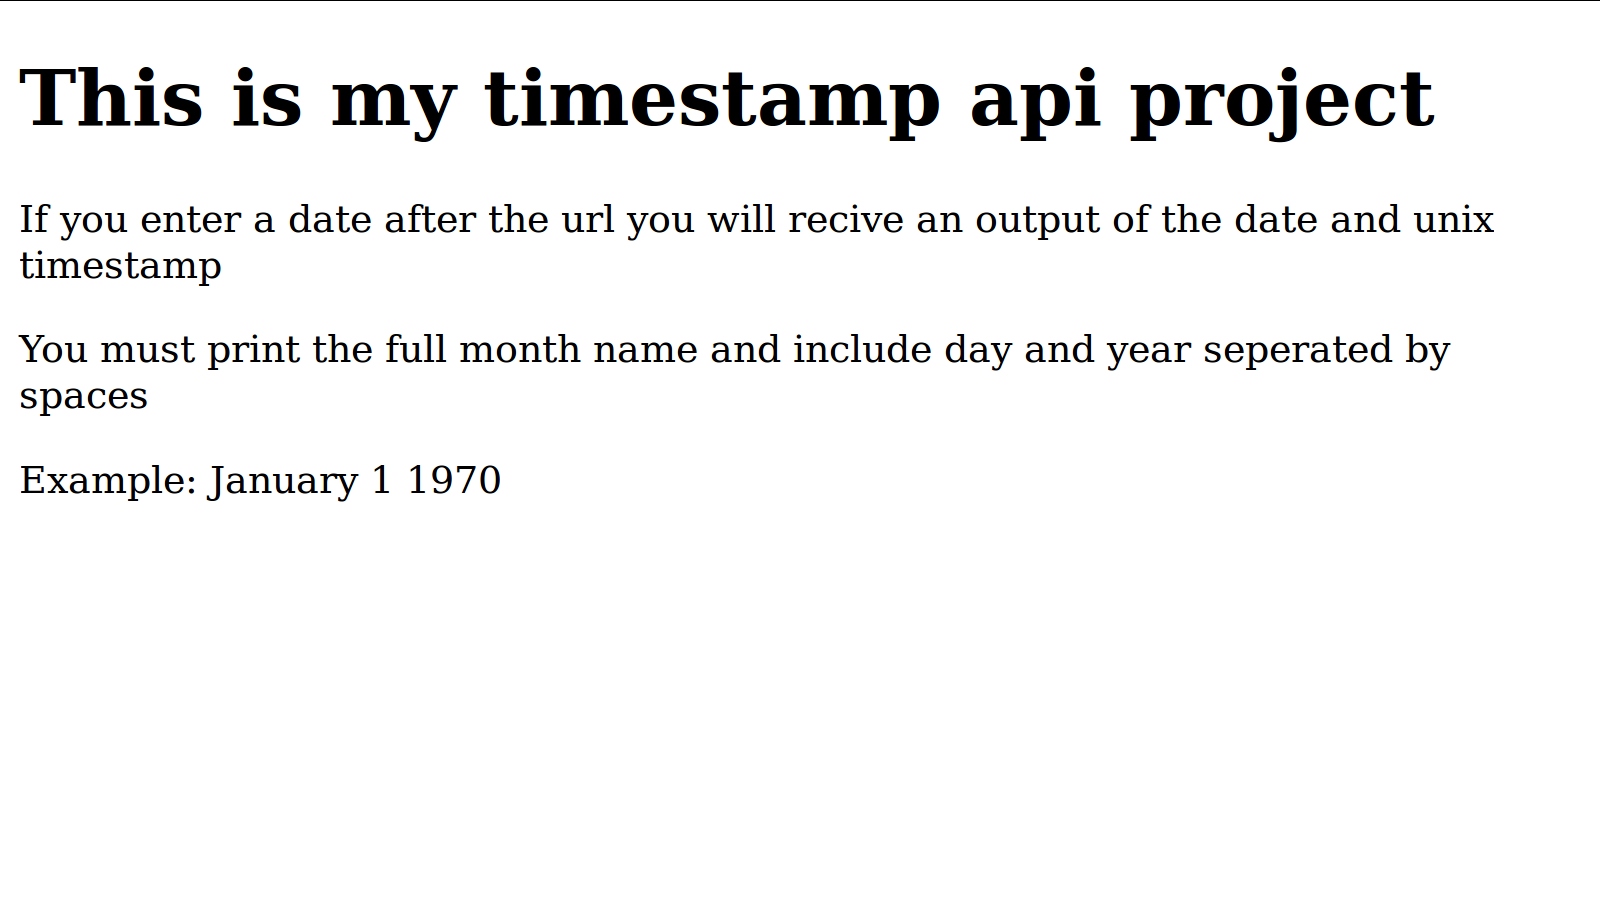 This is my timestamp api project
If you enter a date after the url you will recive an output of the date and unix
timestamp
You must print the full month name and include day and year seperated by
spaces
Example: January 1 1970